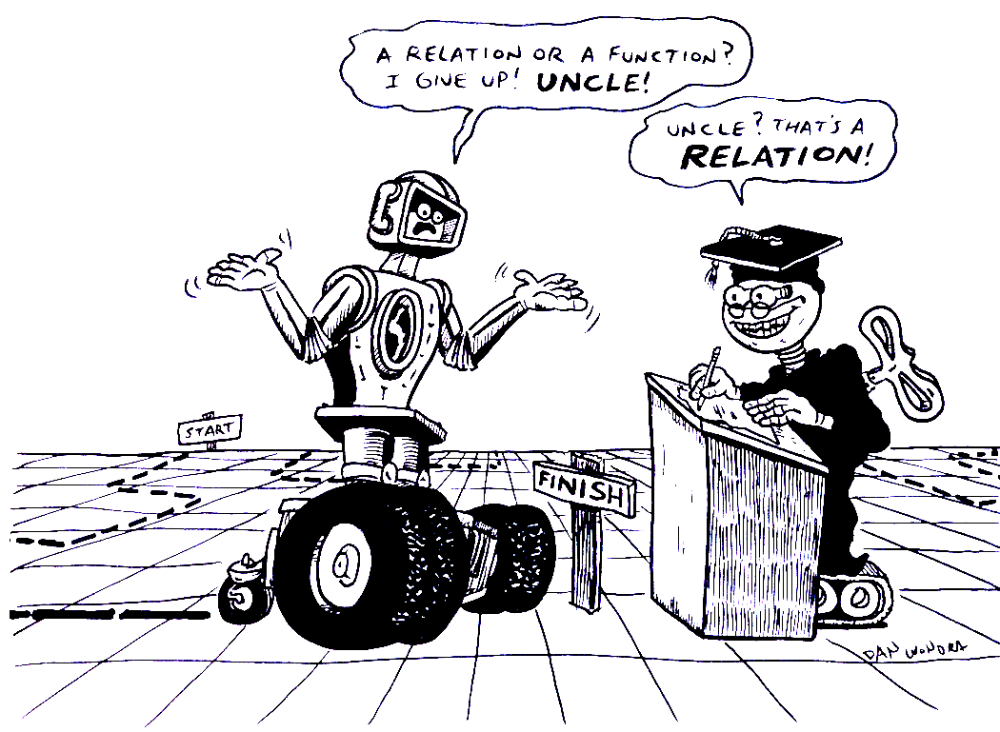 A RELATION OR A FUNCTION?
I GIVE UP! UNCLE!
UNCLE? THAT'S A
RELATION!
START
FINISH
DAN WONDRA